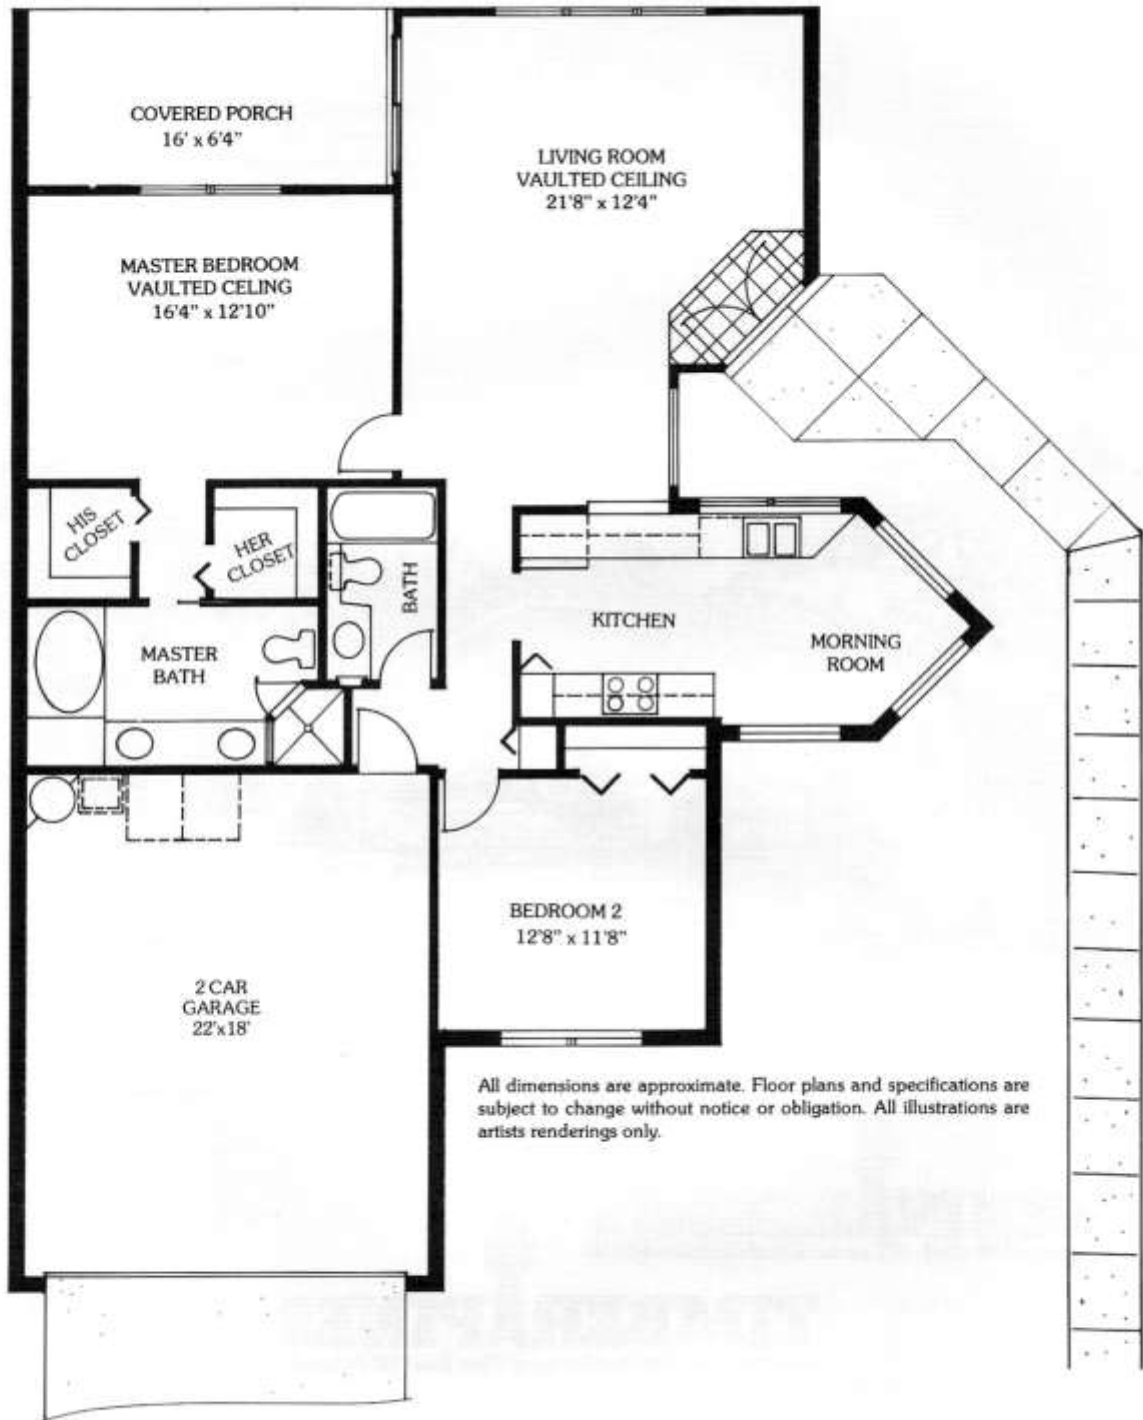 COVERED PORCH
16' x 6'4"
LIVING ROOM
VAULTED CEILING
21'8" x 12'4"
MASTER BEDROOM
VAULTED CELING
16'4" x 12'10"
HIS
CLOSET
HER
CLOSET
BATH
KITCHEN
MORNING
ROOM
MASTER
BATH
BEDROOM 2
12'8" x 11'8"
2 CAR
GARAGE
22'x18'
All dimensions are approximate. Floor plans and specifications are
subject to change without notice or obligation. All illustrations are
artists renderings only.